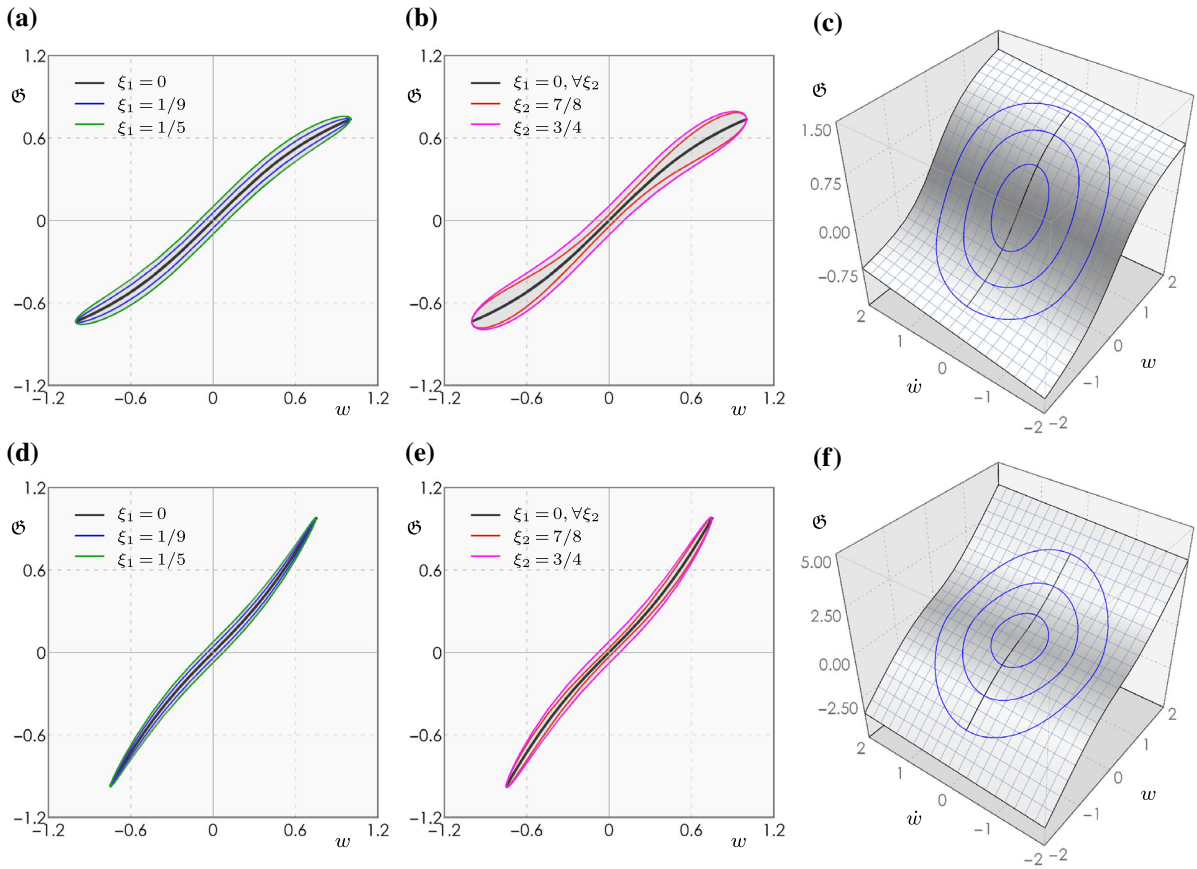 (a)
1.2
𝔊
0.6
0
−0.6
−1.2
ξ₁ = 0
ξ₁ = 1/9
ξ₁ = 1/5
−1.2 −0.6 0 0.6 1.2
w
(b)
1.2
𝔊
0.6
0
−0.6
−1.2
ξ₁ = 0, ∀ξ₂
ξ₂ = 7/8
ξ₂ = 3/4
−1.2 −0.6 0 0.6 1.2
w
(c)
𝔊
1.50
0.75
0.00
−0.75
2 1 0 −1 −2
ẇ
−2 −1 0 1 2
w
(d)
1.2
𝔊
0.6
0
−0.6
−1.2
ξ₁ = 0
ξ₁ = 1/9
ξ₁ = 1/5
−1.2 −0.6 0 0.6 1.2
w
(e)
1.2
𝔊
0.6
0
−0.6
−1.2
ξ₁ = 0, ∀ξ₂
ξ₂ = 7/8
ξ₂ = 3/4
−1.2 −0.6 0 0.6 1.2
w
(f)
𝔊
5.00
2.50
0.00
−2.50
2 1 0 −1 −2
ẇ
−2 −1 0 1 2
w